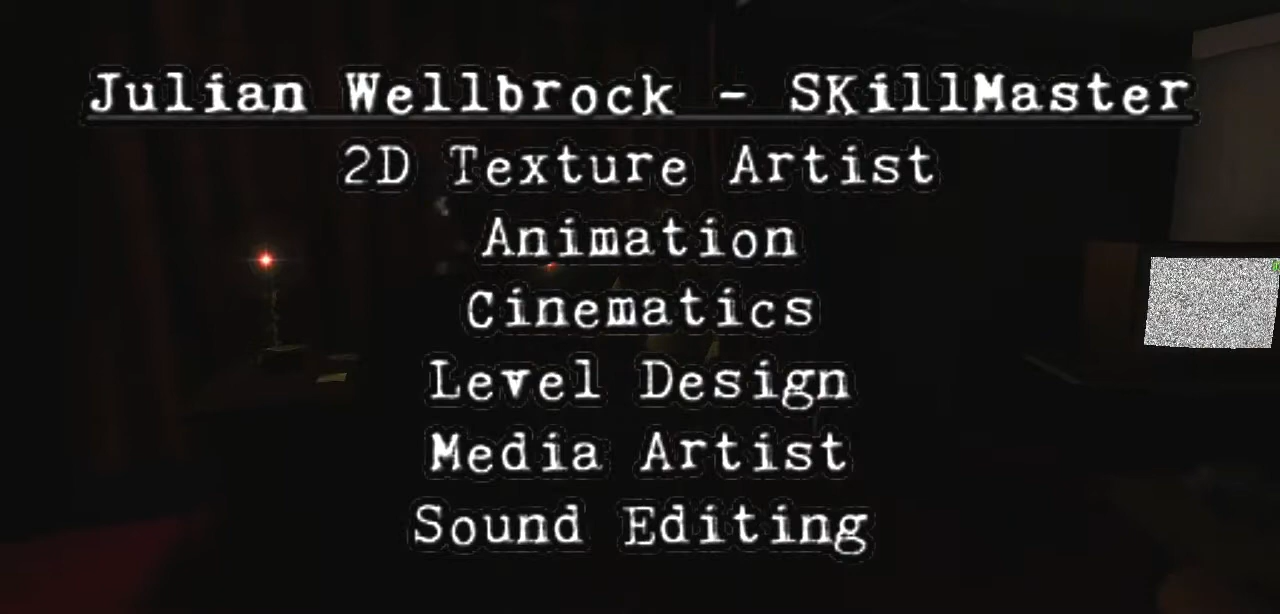 Julian Wellbrock - SKillMaster
2D Texture Artist
Animation
Cinematics
Level Design
Media Artist
Sound Editing